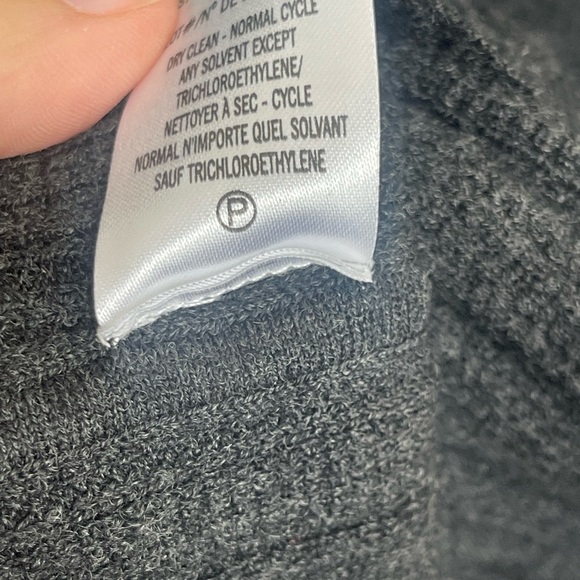 DRY CLEAN - NORMAL CYCLE
ANY SOLVENT EXCEPT
TRICHLOROETHYLENE/
NETTOYER À SEC - CYCLE
NORMAL N'IMPORTE QUEL SOLVANT
SAUF TRICHLOROETHYLENE
P